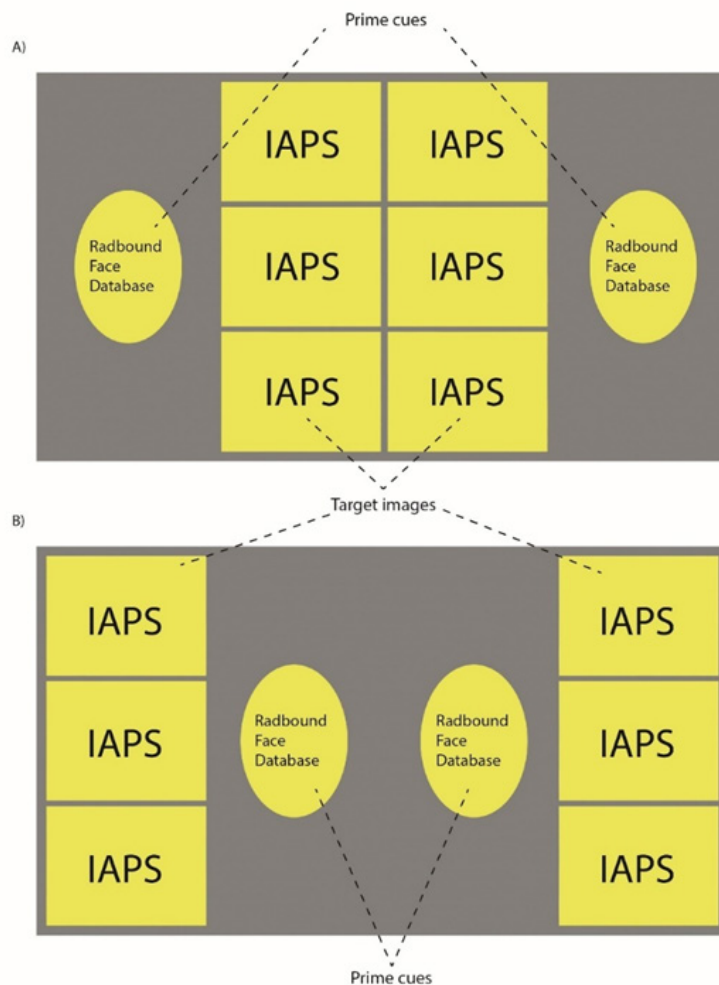 Prime cues
A)
IAPS IAPS
Radbound
Face
Database
IAPS IAPS
Radbound
Face
Database
IAPS IAPS
Target images
B)
IAPS IAPS
Radbound
Face
Database
Radbound
Face
Database
IAPS IAPS
IAPS IAPS
Prime cues